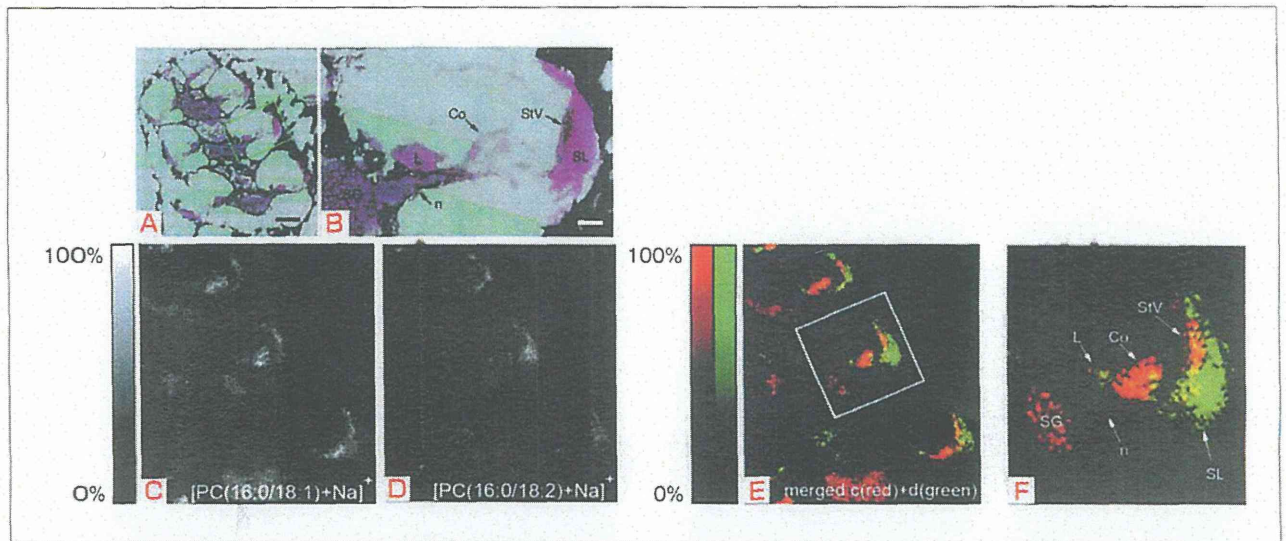 Co
StV
L
SL
n
A
B
100%
0%
C
[PC(16:0/18:1)+Na]+
D
[PC(16:0/18:2)+Na]+
100%
0%
E
merged c(red)+d(green)
StV
L
Co
SG
n
SL
F